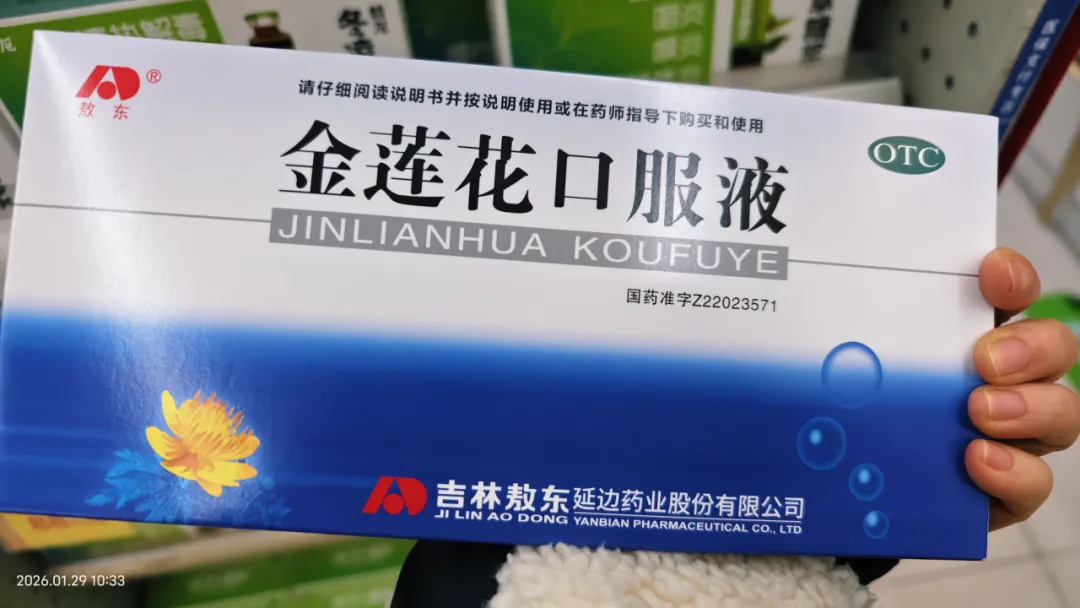 敖东
®
请仔细阅读说明书并按说明使用或在药师指导下购买和使用
OTC
金莲花口服液
JINLIANHUA KOUFUYE
国药准字Z22023571
吉林敖东延边药业股份有限公司
JI LIN AO DONG YANBIAN PHARMACEUTICAL CO., LTD
2026.01.29 10:33